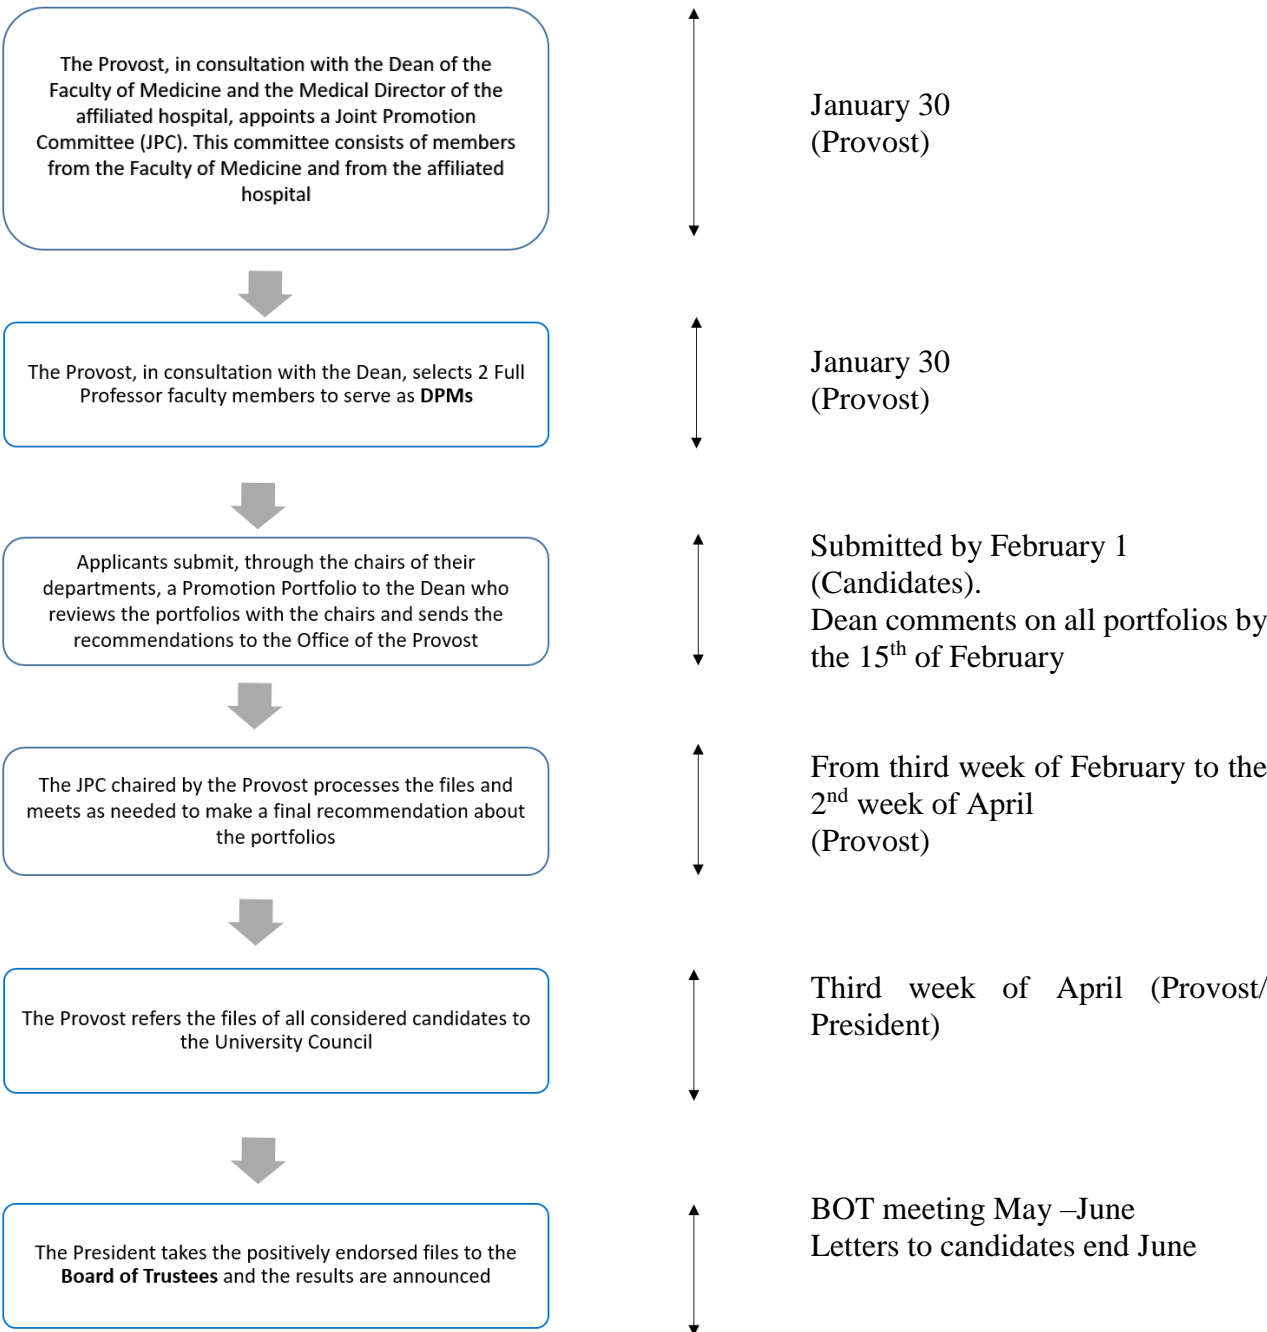 The Provost, in consultation with the Dean of the
Faculty of Medicine and the Medical Director of the
affiliated hospital, appoints a Joint Promotion
Committee (JPC). This committee consists of members
from the Faculty of Medicine and from the affiliated
hospital
January 30
(Provost)
The Provost, in consultation with the Dean, selects 2 Full
Professor faculty members to serve as DPMs
January 30
(Provost)
Applicants submit, through the chairs of their
departments, a Promotion Portfolio to the Dean who
reviews the portfolios with the chairs and sends the
recommendations to the Office of the Provost
Submitted by February 1
(Candidates).
Dean comments on all portfolios by
the 15th of February
The JPC chaired by the Provost processes the files and
meets as needed to make a final recommendation about
the portfolios
From third week of February to the
2nd week of April
(Provost)
The Provost refers the files of all considered candidates to
the University Council
Third week of April (Provost/
President)
The President takes the positively endorsed files to the
Board of Trustees and the results are announced
BOT meeting May –June
Letters to candidates end June